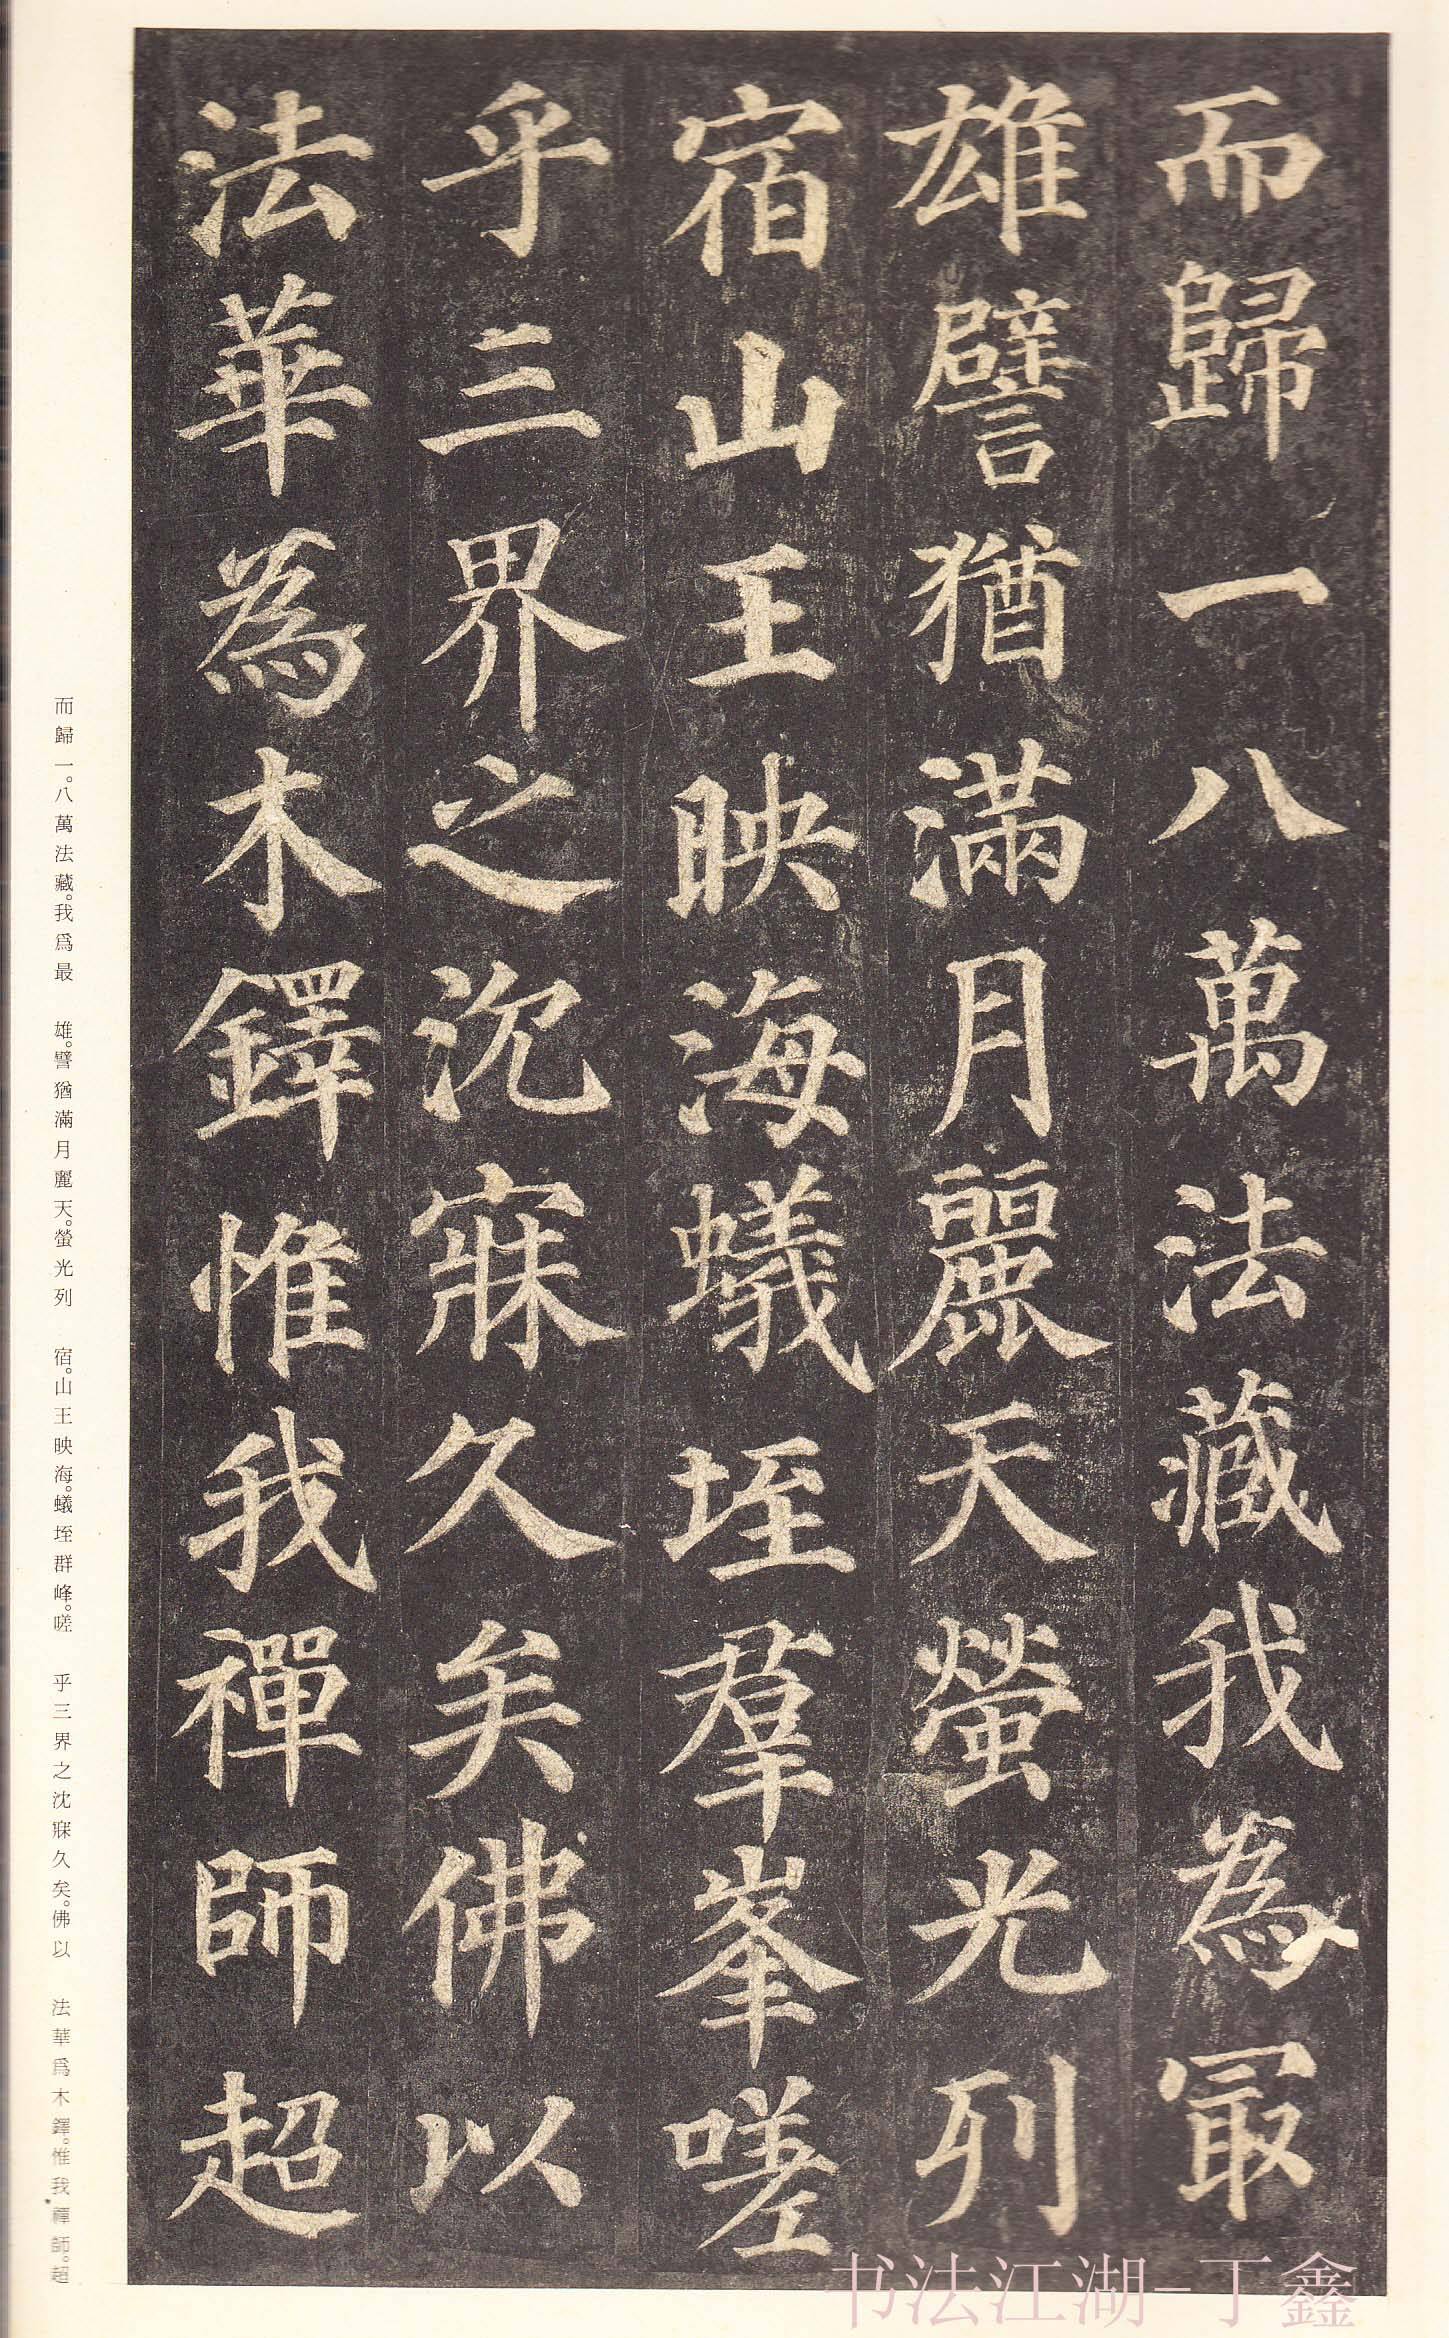 而歸一八萬法藏我為冣
雄譬猶滿月麗天螢光列
宿山王映海蟻垤羣峯嗟
乎三界之沈寐久矣佛以
法華為木鐸惟我禪師超
而歸一。八萬法藏。我爲最　雄。譬猶滿月麗天。螢光列　宿。山王映海。蟻垤群峰。嗟　乎三界之沈寐久矣。佛以　法華爲木鐸。惟我禪師。超
书法江湖-丁鑫